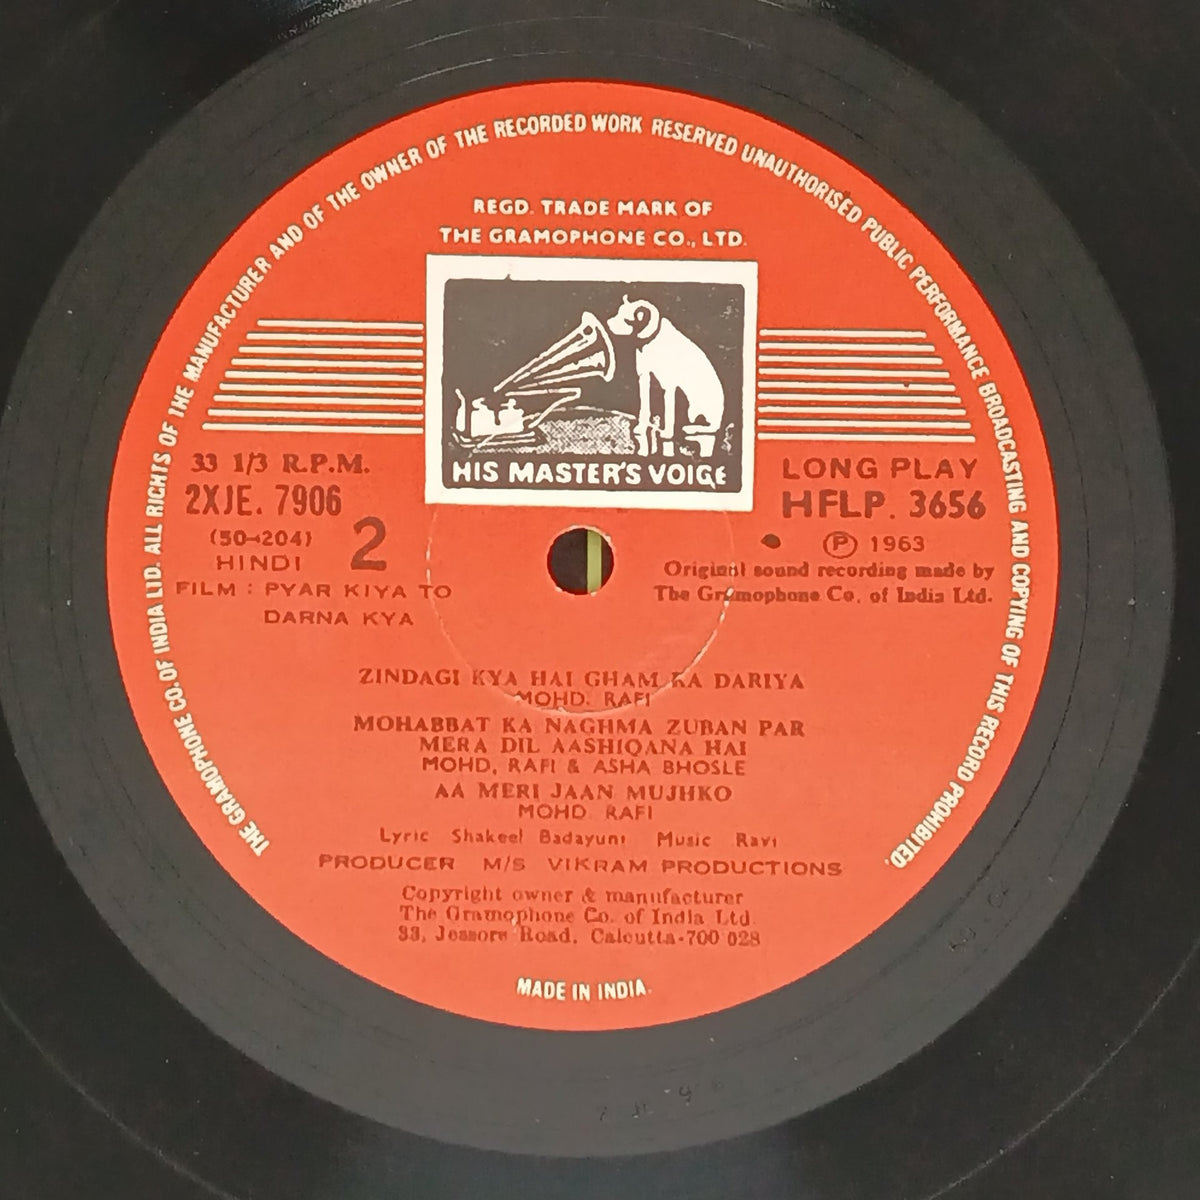 THE GRAMOPHONE CO. OF INDIA LTD. ALL RIGHTS OF THE MANUFACTURER AND OF THE OWNER OF THE RECORDED WORK RESERVED UNAUTHORISED PUBLIC PERFORMANCE BROADCASTING AND COPYING OF THIS RECORD PROHIBITED.
REGD. TRADE MARK OF
THE GRAMOPHONE CO., LTD.
HIS MASTER'S VOICE
33 1/3 R.P.M.
2XJE. 7906
(50-204)
2
HINDI
FILM : PYAR KIYA TO
DARNA KYA
LONG PLAY
HFLP. 3656
Ⓟ 1963
Original sound recording made by
The Gramophone Co. of India Ltd.
ZINDAGI KYA HAI GHAM KA DARIYA
MOHD. RAFI
MOHABBAT KA NAGHMA ZUBAN PAR
MERA DIL AASHIQANA HAI
MOHD, RAFI & ASHA BHOSLE
AA MERI JAAN MUJHKO
MOHD RAFI
Lyric Shakeel Badayuni Music Ravi
PRODUCER M/S VIKRAM PRODUCTIONS
Copyright owner & manufacturer
The Gramophone Co. of India Ltd.
33, Jessore Road, Calcutta-700 028
MADE IN INDIA